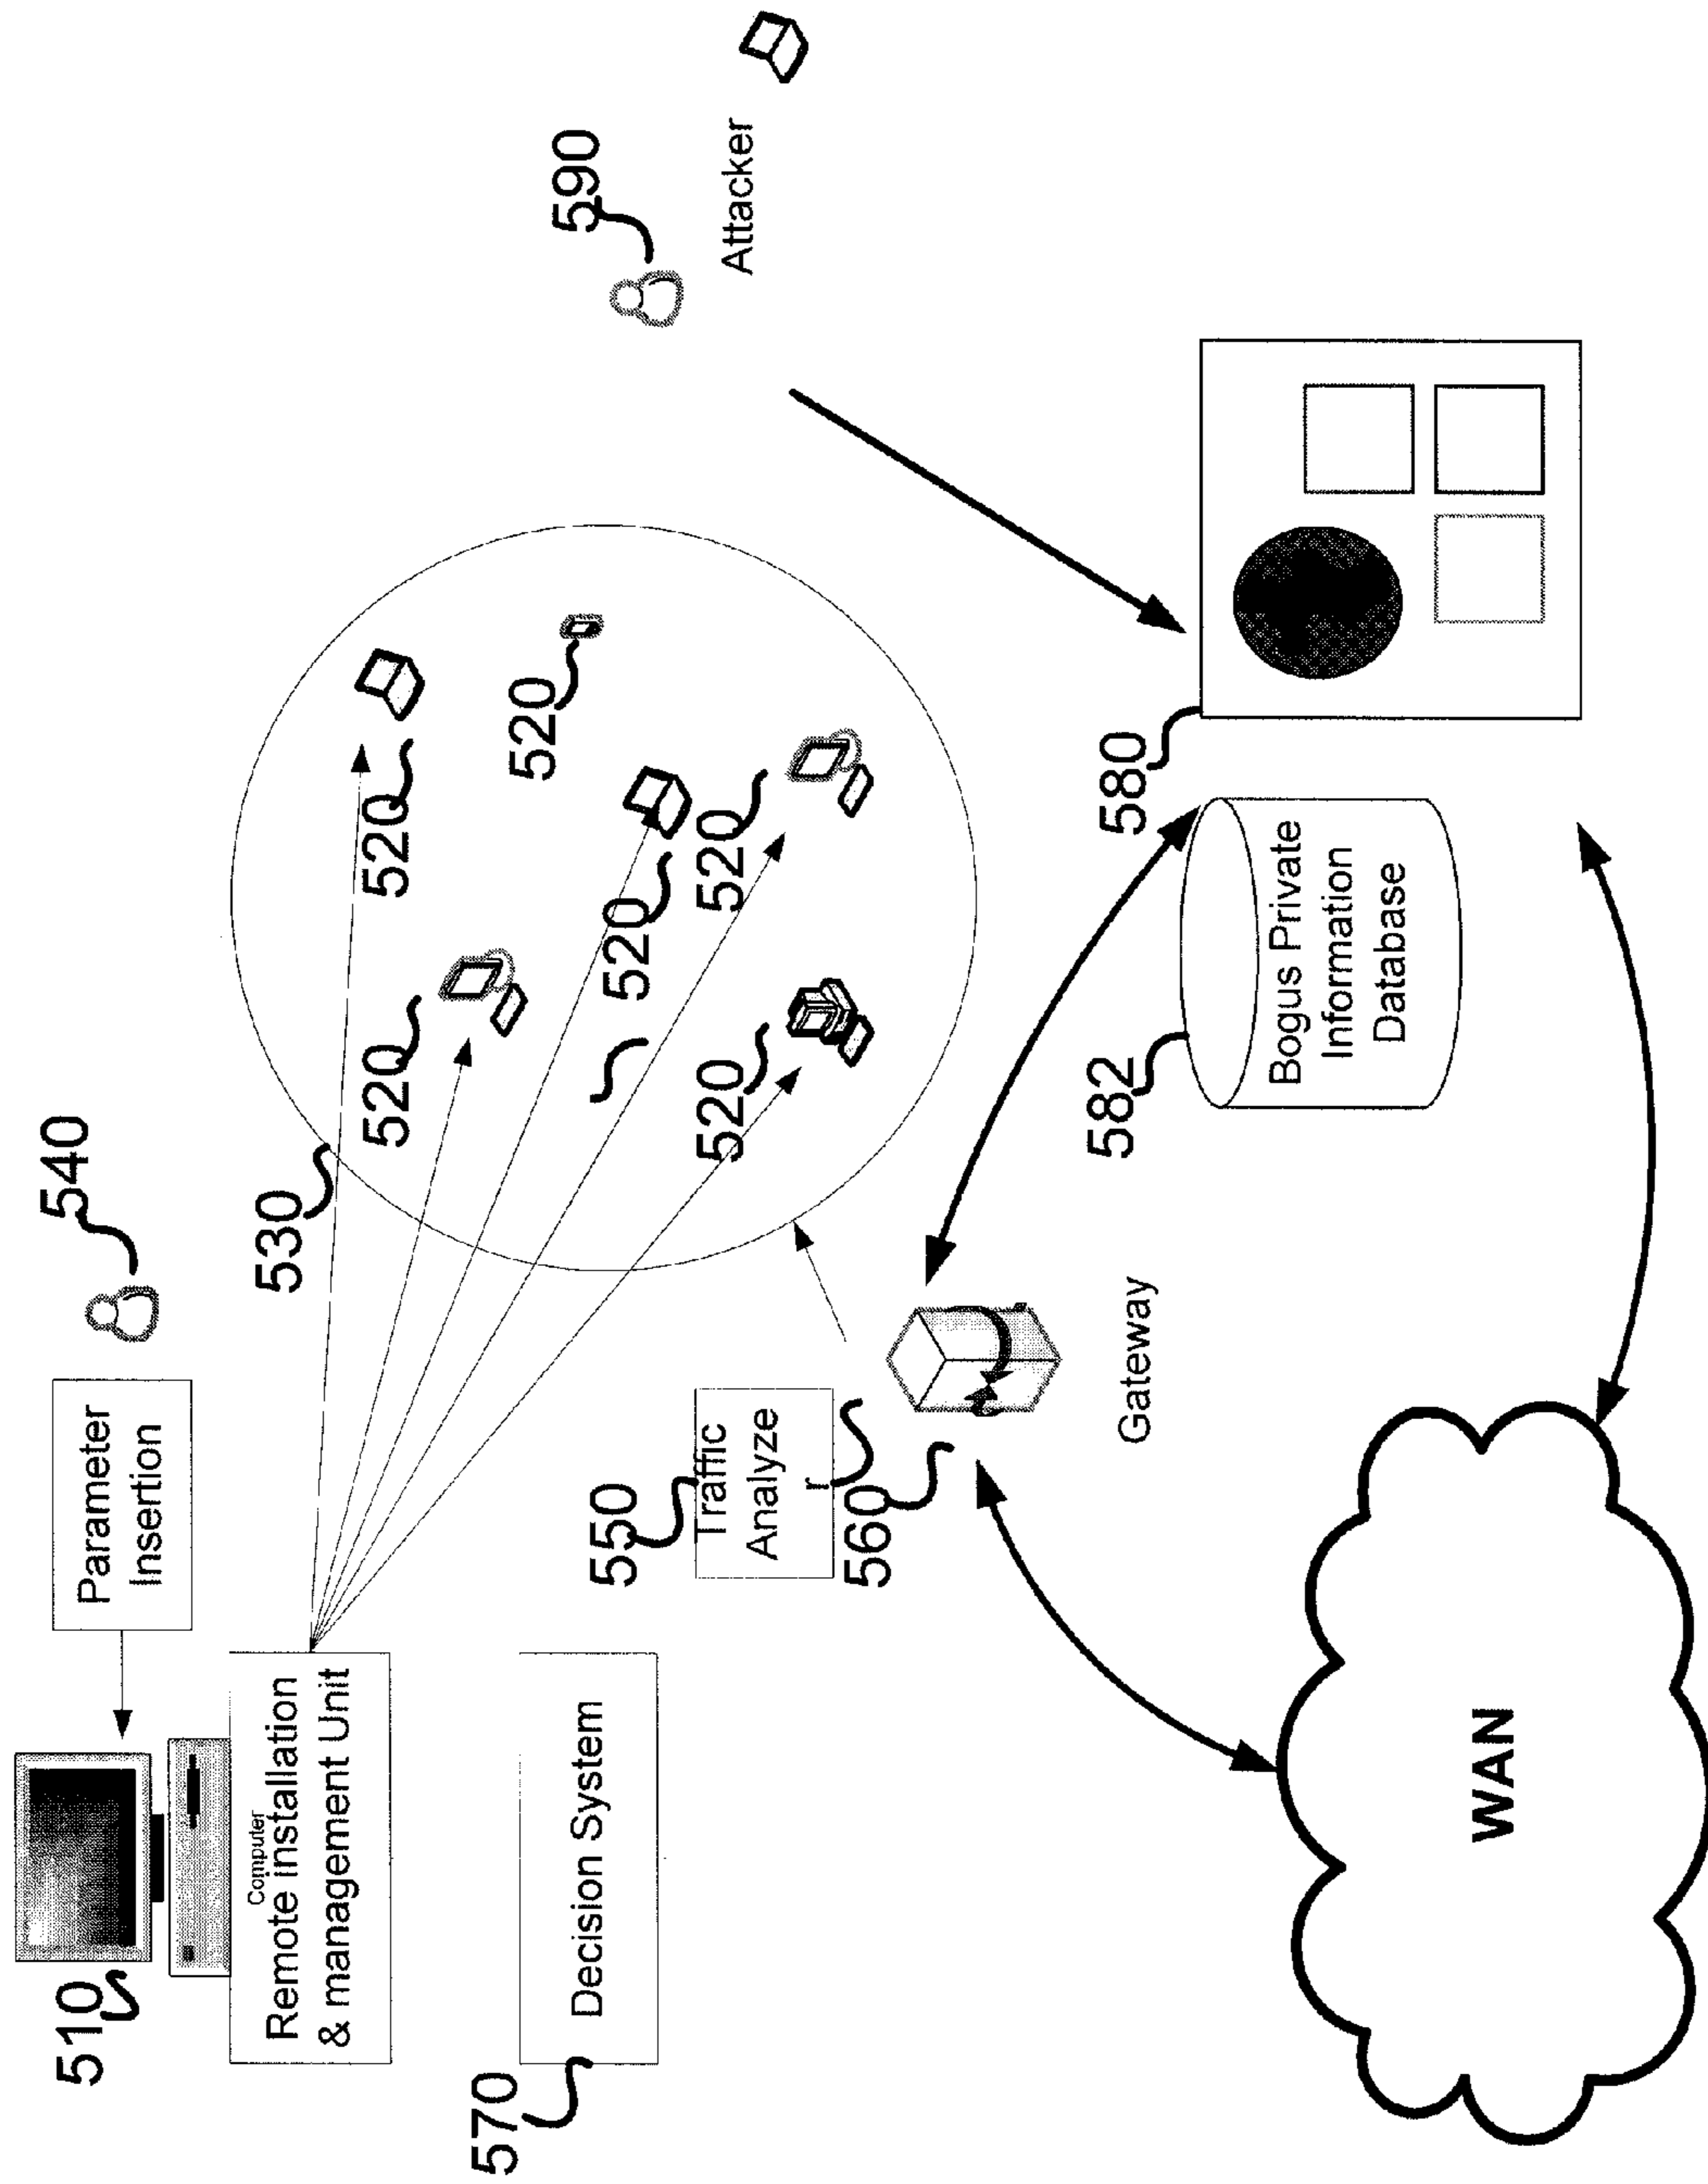 510
Computer
Remote installation
& management Unit
Parameter
Insertion
540
570
Decision System
530
520
520
520
520
520
520
590
Attacker
550
Traffic
Analyze
r
560
Gateway
580
582
Bogus Private
Information
Database
WAN